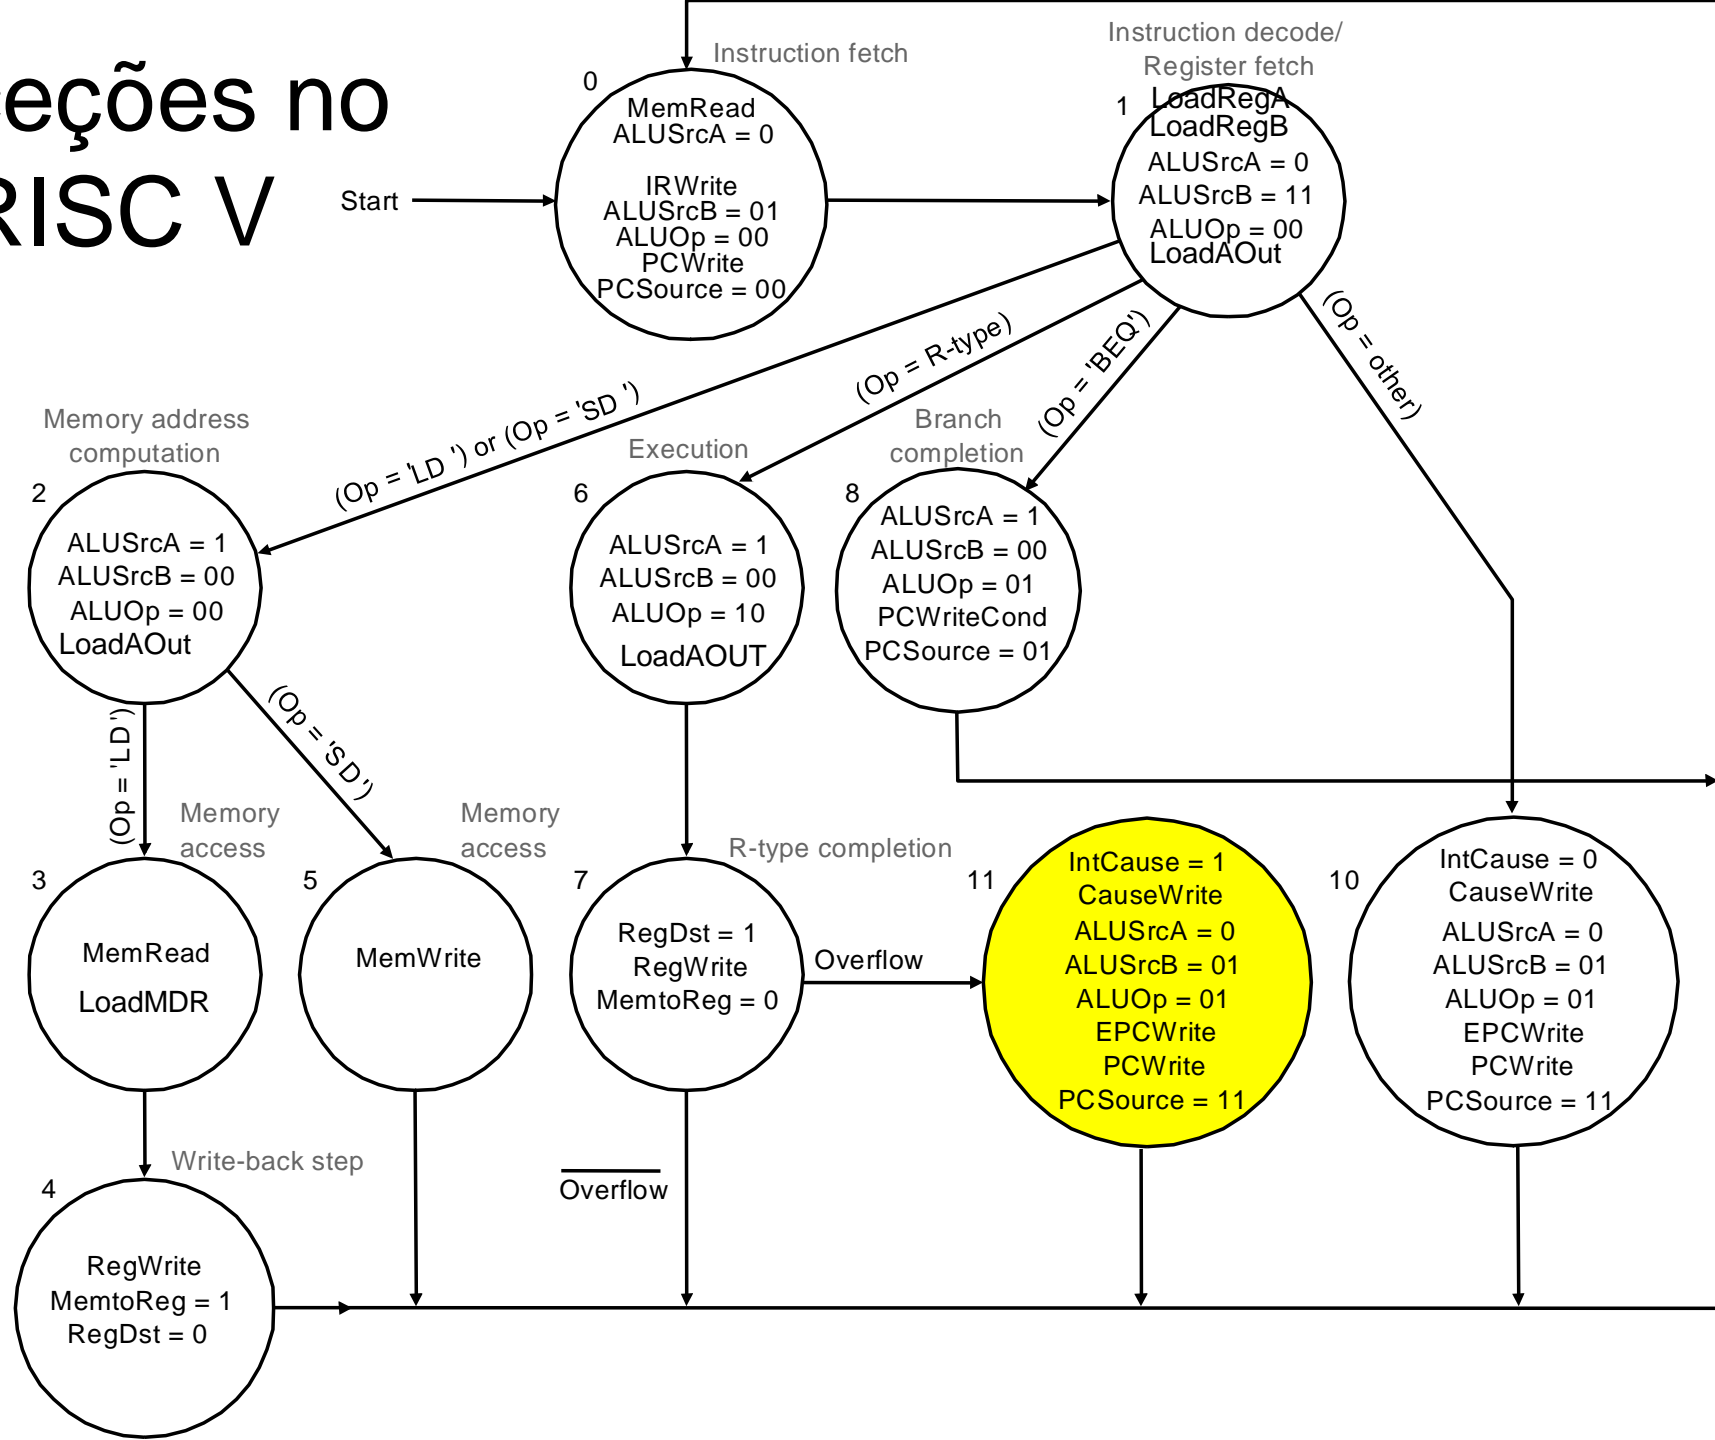 eções no
RISC V
Start
Instruction fetch
0
MemRead
ALUSrcA = 0
IRWrite
ALUSrcB = 01
ALUOp = 00
PCWrite
PCSource = 00
Instruction decode/
Register fetch
1
LoadRegA
LoadRegB
ALUSrcA = 0
ALUSrcB = 11
ALUOp = 00
LoadAOut
(Op = 'LD ') or (Op = 'SD ')
(Op = R-type)
(Op = 'BEQ')
(Op = other)
Memory address
computation
2
ALUSrcA = 1
ALUSrcB = 00
ALUOp = 00
LoadAOut
Execution
6
ALUSrcA = 1
ALUSrcB = 00
ALUOp = 10
LoadAOUT
Branch
completion
8
ALUSrcA = 1
ALUSrcB = 00
ALUOp = 01
PCWriteCond
PCSource = 01
(Op = 'LD')
(Op = 'SD')
Memory
access
3
MemRead
LoadMDR
Memory
access
5
MemWrite
R-type completion
7
RegDst = 1
RegWrite
MemtoReg = 0
Overflow
Overflow
11
IntCause = 1
CauseWrite
ALUSrcA = 0
ALUSrcB = 01
ALUOp = 01
EPCWrite
PCWrite
PCSource = 11
10
IntCause = 0
CauseWrite
ALUSrcA = 0
ALUSrcB = 01
ALUOp = 01
EPCWrite
PCWrite
PCSource = 11
Write-back step
4
RegWrite
MemtoReg = 1
RegDst = 0